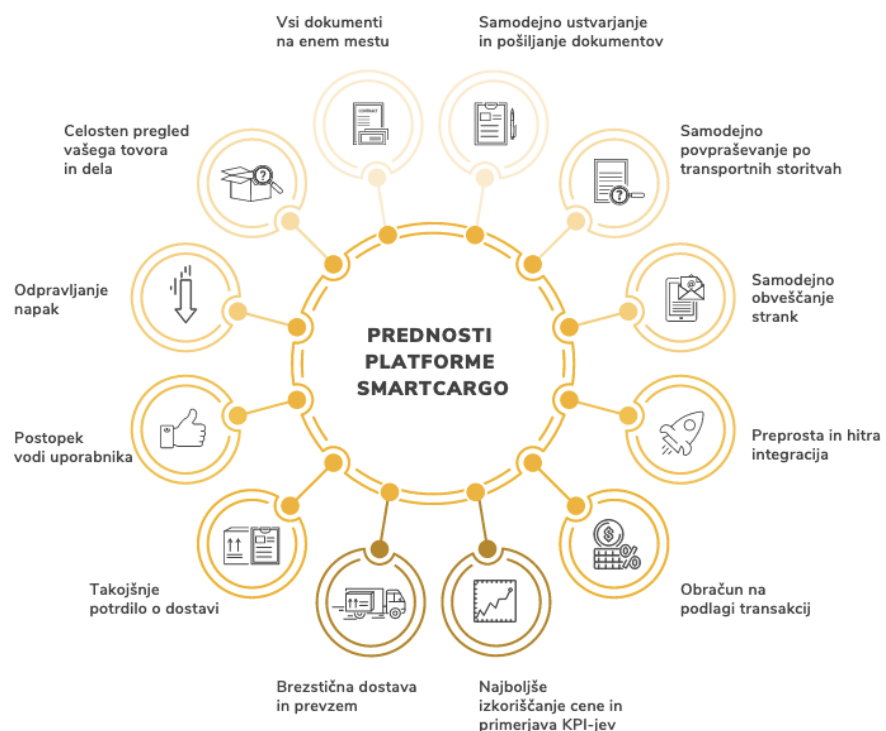 Vsi dokumenti
na enem mestu
Samodejno ustvarjanje
in pošiljanje dokumentov
Celosten pregled
vašega tovora
in dela
CONTRACT
Samodejno
povpraševanje po
transportnih storitvah
?
?
Odpravljanje
napak
@
Samodejno
obveščanje
strank
PREDNOSTI
PLATFORME
SMARTCARGO
Postopek
vodi uporabnika
Preprosta in hitra
integracija
Takojšnje
potrdilo o dostavi
$
%
%
Obračun na
podlagi transakcij
Brezstična dostava
in prevzem
Najboljše
izkoriščanje cene in
primerjava KPI-jev